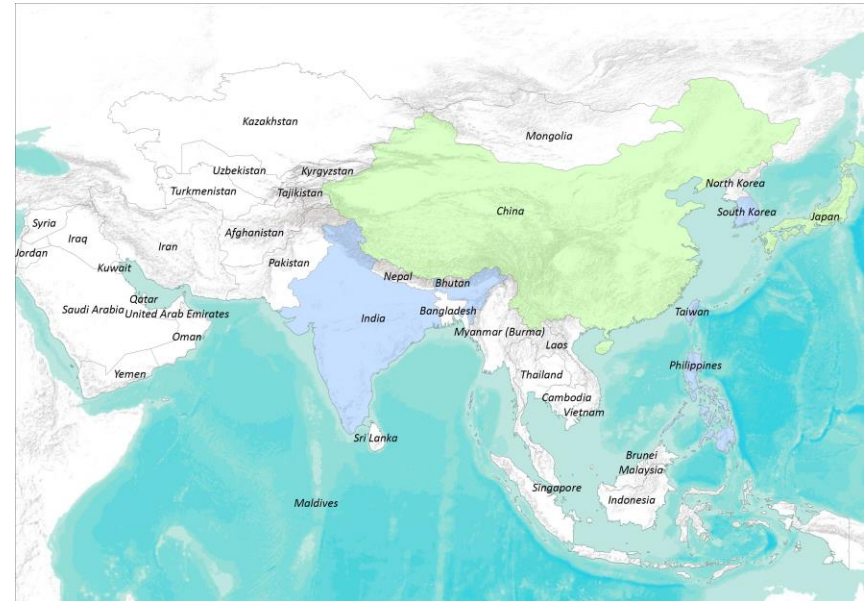 Kazakhstan
Mongolia
Uzbekistan
Kyrgyzstan
Turkmenistan
Tajikistan
North Korea
South Korea
Japan
China
Syria
Iraq
Iran
Afghanistan
Jordan
Kuwait
Pakistan
Nepal
Bhutan
Qatar
Saudi Arabia
United Arab Emirates
India
Bangladesh
Taiwan
Oman
Myanmar (Burma)
Laos
Yemen
Thailand
Philippines
Cambodia
Vietnam
Sri Lanka
Brunei
Malaysia
Maldives
Singapore
Indonesia